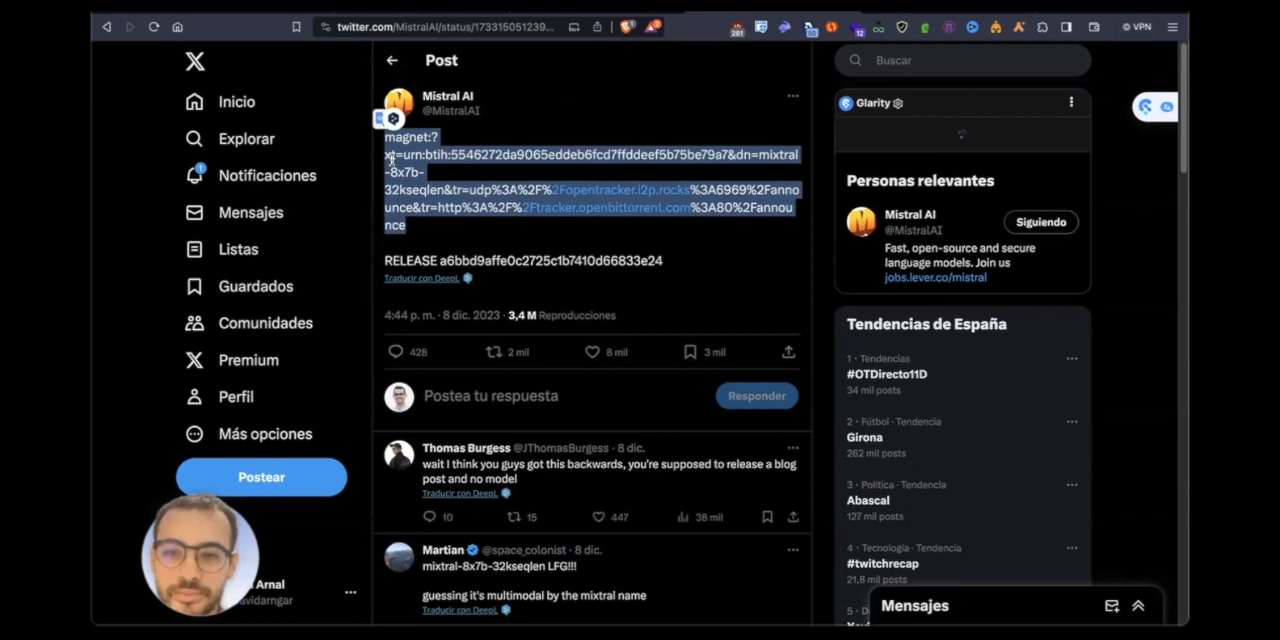 twitter.com/MistralAI/status/173315051239...
291
60
12
VPN
Inicio
Explorar
1
Notificaciones
Mensajes
Listas
Guardados
Comunidades
Premium
Perfil
Más opciones
Postear
Arnal
avidarngar
Post
Mistral AI
@MistralAI
magnet:?
xt=urn:btih:5546272da9065eddeb6fcd7ffddeef5b75be79a7&dn=mixtral
-8x7b-
32kseqlen&tr=udp%3A%2F%2Fopentracker.i2p.rocks%3A6969%2Fanno
unce&tr=http%3A%2F%2Ftracker.openbittorrent.com%3A80%2Fannou
nce
RELEASE a6bbd9affe0c2725c1b7410d66833e24
Traducir con DeepL
4:44 p. m. · 8 dic. 2023 · 3,4 M Reproducciones
428
2 mil
8 mil
3 mil
Postea tu respuesta
Responder
Thomas Burgess @JThomasBurgess · 8 dic.
wait I think you guys got this backwards, you're supposed to release a blog
post and no model
Traducir con DeepL
10
15
447
38 mil
Martian @space_colonist · 8 dic.
mixtral-8x7b-32kseqlen LFG!!!
guessing it's multimodal by the mixtral name
Traducir con DeepL
Buscar
Glarity
Personas relevantes
Mistral AI
@MistralAI
Siguiendo
Fast, open-source and secure
language models. Join us
jobs.lever.co/mistral
Tendencias de España
1 · Tendencias
#OTDirecto11D
34 mil posts
2 · Fútbol · Tendencia
Girona
262 mil posts
3 · Política · Tendencia
Abascal
127 mil posts
4 · Tecnología · Tendencia
#twitchrecap
21,8 mil posts
Mensajes